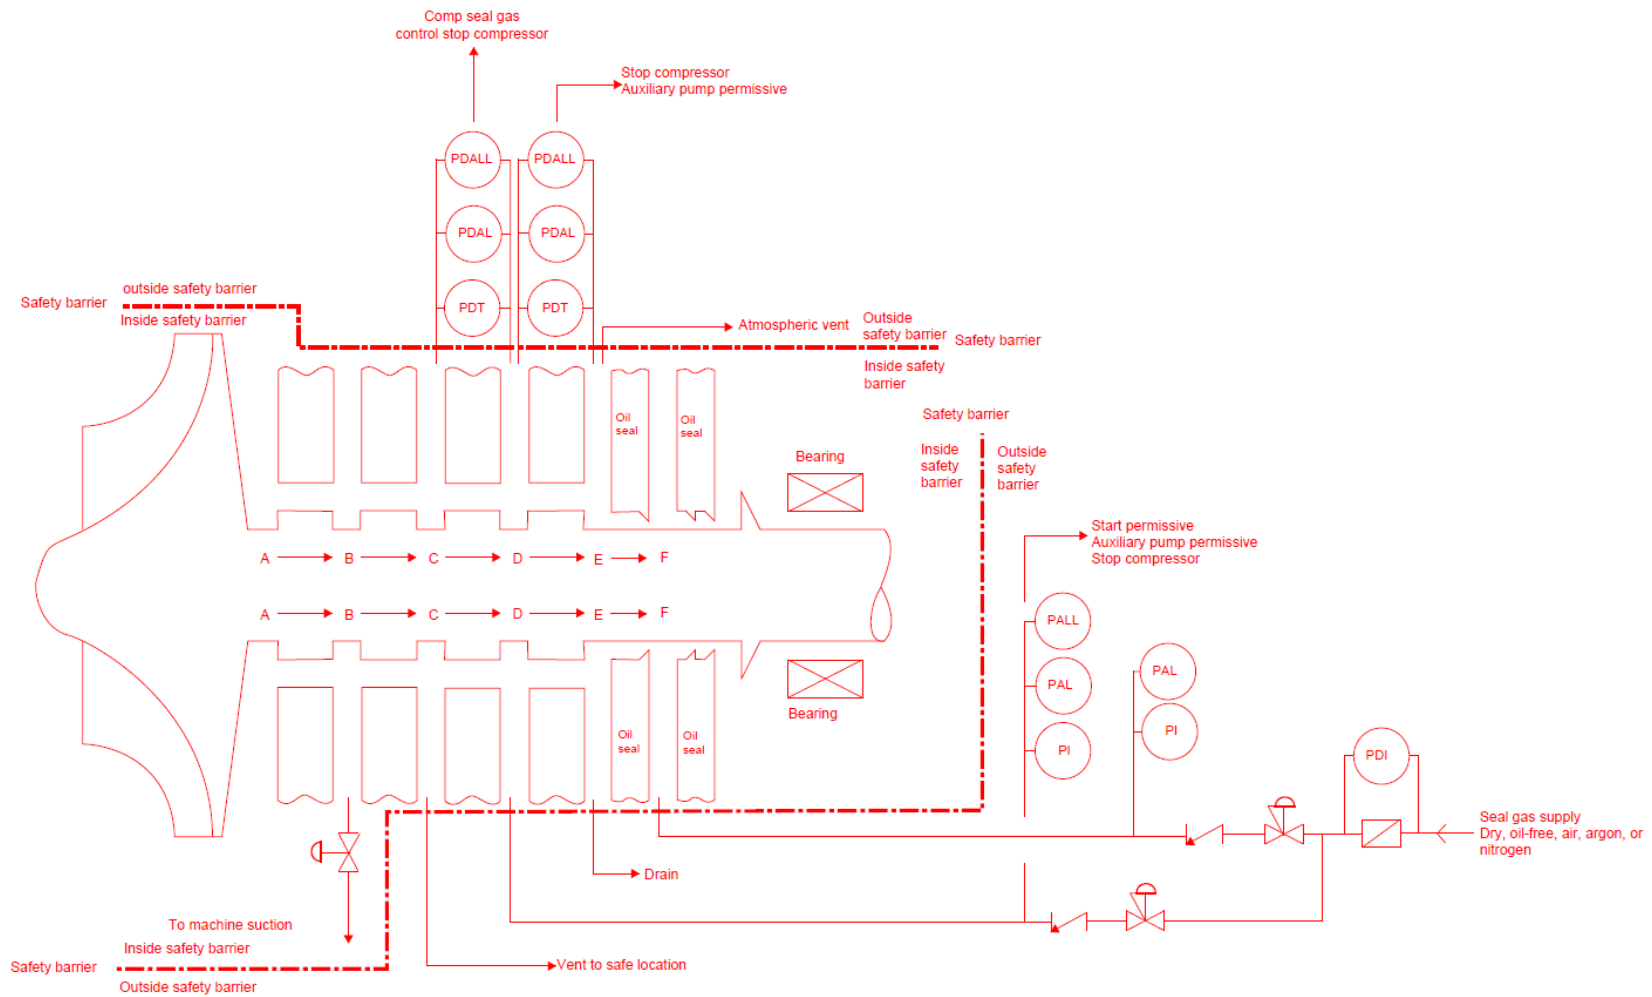 Comp seal gas
control stop compressor
Stop compressor
Auxiliary pump permissive
PDALL
PDALL
PDAL
PDAL
PDT
PDT
outside safety barrier
Safety barrier
Inside safety barrier
Atmospheric vent
Outside
safety barrier
Safety barrier
Inside safety
barrier
Oil
seal
Oil
seal
Safety barrier
Inside
safety
barrier
Outside
safety
barrier
Bearing
Start permissive
Auxiliary pump permissive
Stop compressor
A B C D E F
A B C D E F
PALL
PAL
PI
PAL
PI
Bearing
Oil
seal
Oil
seal
PDI
Seal gas supply
Dry, oil-free, air, argon, or
nitrogen
Drain
To machine suction
Inside safety barrier
Safety barrier
Outside safety barrier
Vent to safe location